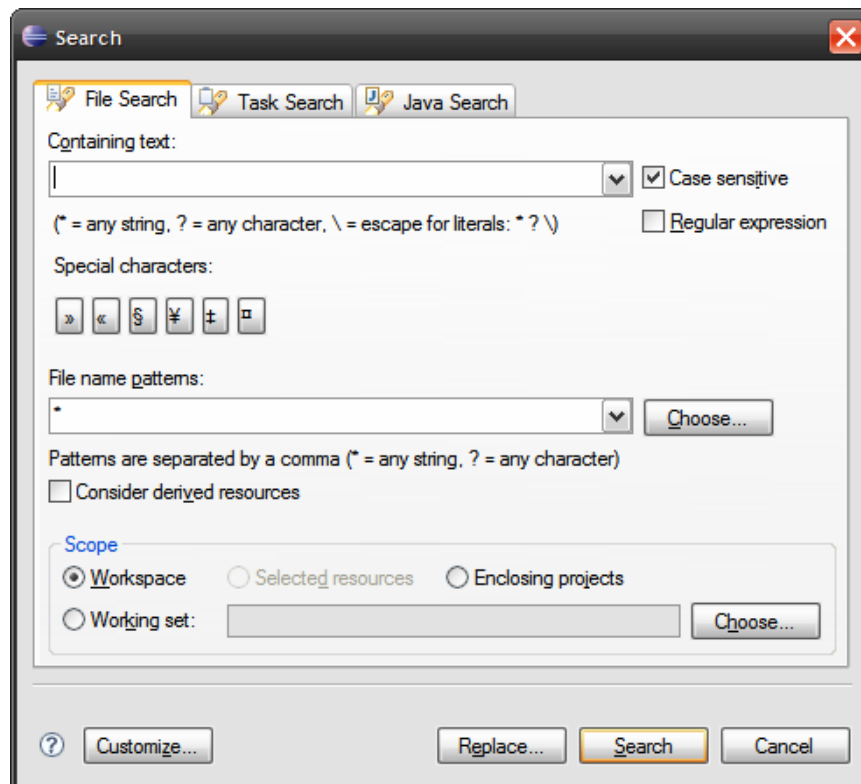 Search
File Search Task Search Java Search
Containing text:
Case sensitive
(* = any string, ? = any character, \ = escape for literals: * ? \)
Regular expression
Special characters:
» « § ¥ ‡ ¤
File name patterns:
*
Choose...
Patterns are separated by a comma (* = any string, ? = any character)
Consider derived resources
Scope
Workspace Selected resources Enclosing projects
Working set: Choose...
? Customize... Replace... Search Cancel